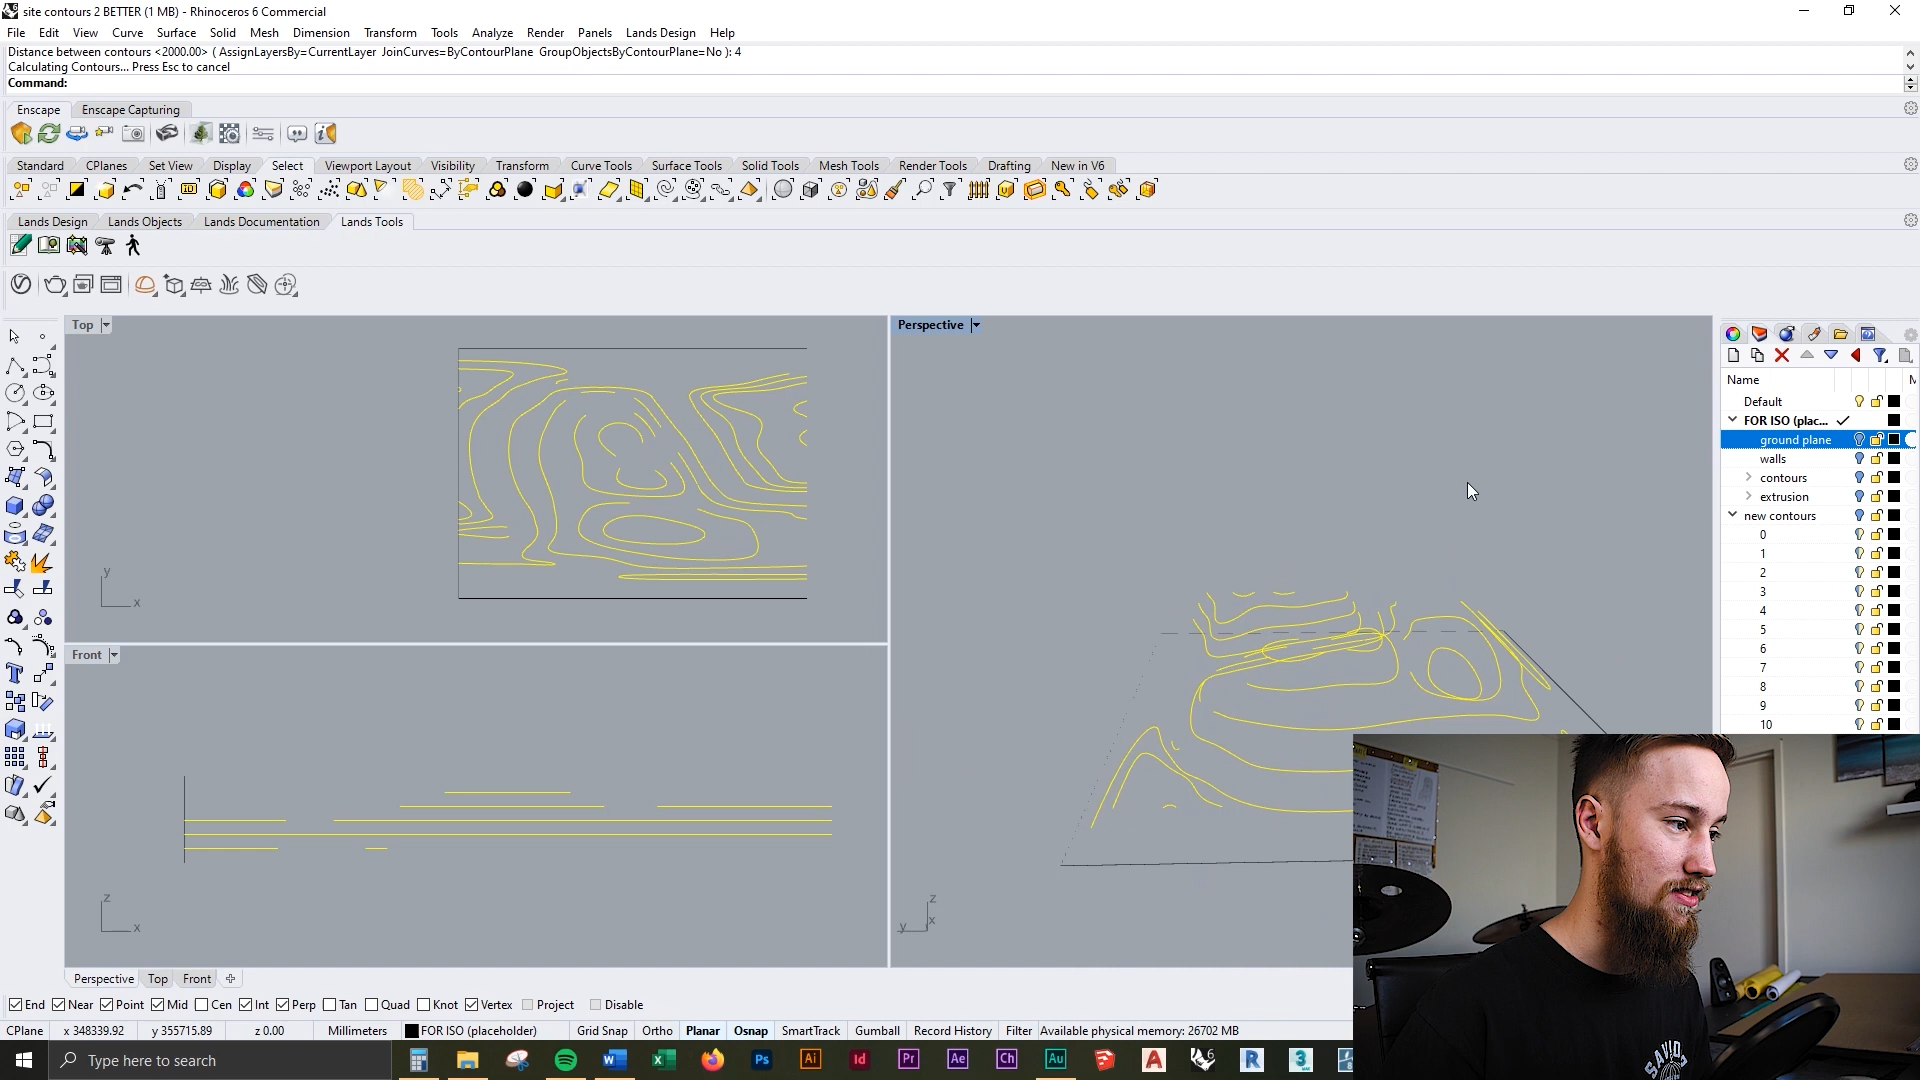 site contours 2 BETTER (1 MB) - Rhinoceros 6 Commercial
File Edit View Curve Surface Solid Mesh Dimension Transform Tools Analyze Render Panels Lands Design Help
Distance between contours <2000.00> ( AssignLayersBy=CurrentLayer JoinCurves=ByContourPlane GroupObjectsByContourPlane=No ): 4
Calculating Contours... Press Esc to cancel
Command:
Enscape Enscape Capturing
Standard CPlanes Set View Display Select Viewport Layout Visibility Transform Curve Tools Surface Tools Solid Tools Mesh Tools Render Tools Drafting New in V6
Lands Design Lands Objects Lands Documentation Lands Tools
Top
Perspective
Name
Default
FOR ISO (plac...
ground plane
walls
contours
extrusion
new contours
0
1
2
3
4
5
6
7
8
9
10
y
x
Front
z
x
z
y x
Perspective Top Front
End Near Point Mid Cen Int Perp Tan Quad Knot Vertex Project Disable
CPlane x 348339.92 y 355715.89 z 0.00 Millimeters FOR ISO (placeholder) Grid Snap Ortho Planar Osnap SmartTrack Gumball Record History Filter Available physical memory: 26702 MB
Type here to search
Ps Ai Id Pr Ae Ch Au